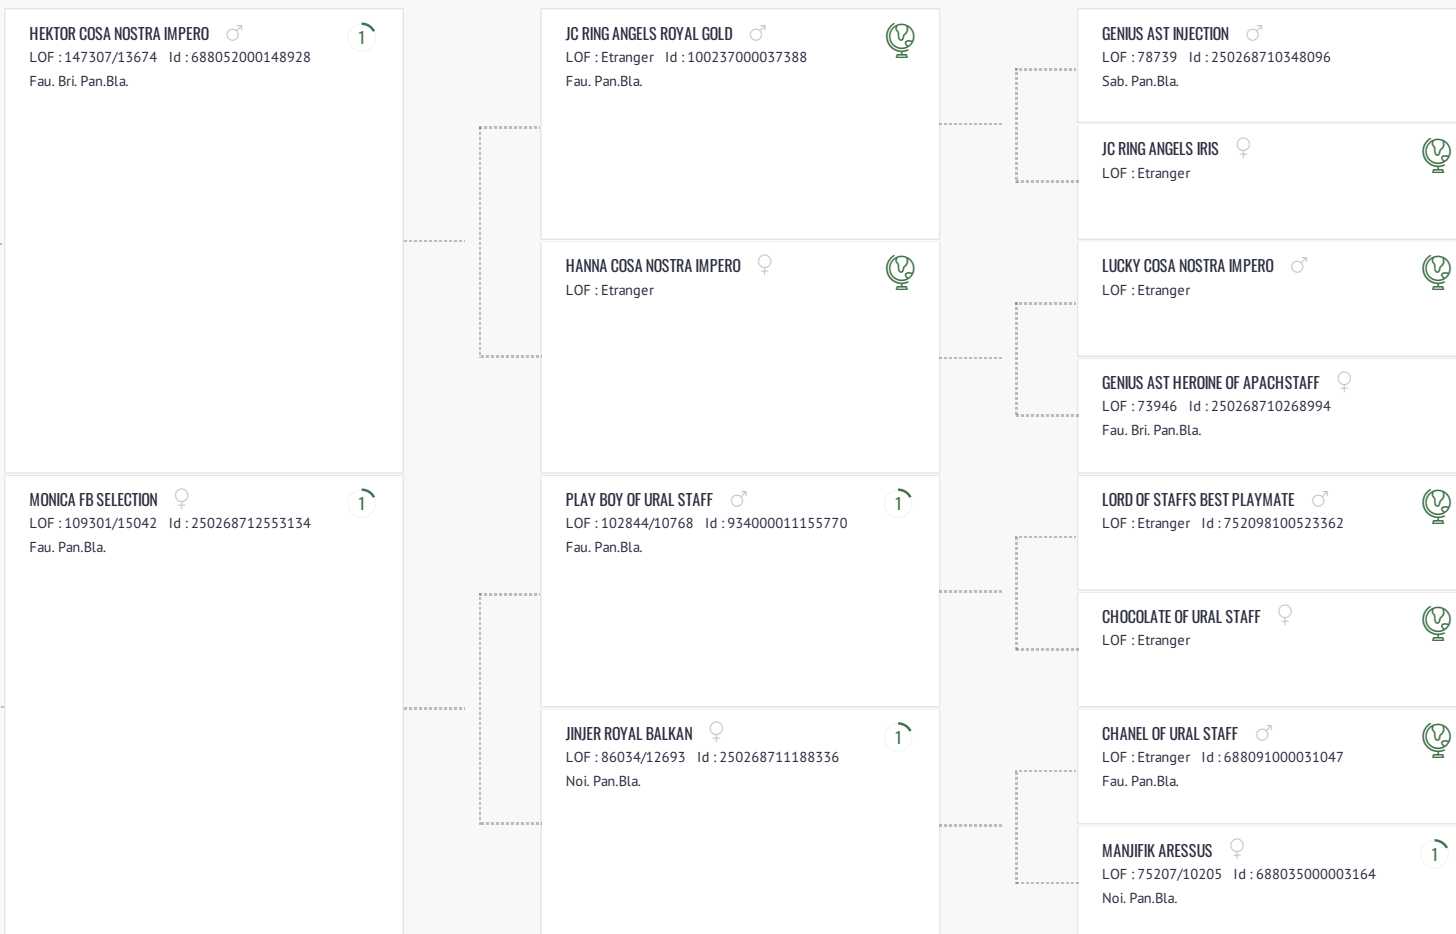 HEKTOR COSA NOSTRA IMPERO
1
LOF : 147307/13674 Id : 688052000148928
Fau. Bri. Pan.Bla.
MONICA FB SELECTION
1
LOF : 109301/15042 Id : 250268712553134
Fau. Pan.Bla.
JC RING ANGELS ROYAL GOLD
LOF : Etranger Id : 100237000037388
Fau. Pan.Bla.
HANNA COSA NOSTRA IMPERO
LOF : Etranger
PLAY BOY OF URAL STAFF
1
LOF : 102844/10768 Id : 934000011155770
Fau. Pan.Bla.
JINJER ROYAL BALKAN
1
LOF : 86034/12693 Id : 250268711188336
Noi. Pan.Bla.
GENIUS AST INJECTION
LOF : 78739 Id : 250268710348096
Sab. Pan.Bla.
JC RING ANGELS IRIS
LOF : Etranger
LUCKY COSA NOSTRA IMPERO
LOF : Etranger
GENIUS AST HEROINE OF APACHSTAFF
LOF : 73946 Id : 250268710268994
Fau. Bri. Pan.Bla.
LORD OF STAFFS BEST PLAYMATE
LOF : Etranger Id : 752098100523362
CHOCOLATE OF URAL STAFF
LOF : Etranger
CHANEL OF URAL STAFF
LOF : Etranger Id : 688091000031047
Fau. Pan.Bla.
MANJIFIK ARESSUS
1
LOF : 75207/10205 Id : 688035000003164
Noi. Pan.Bla.